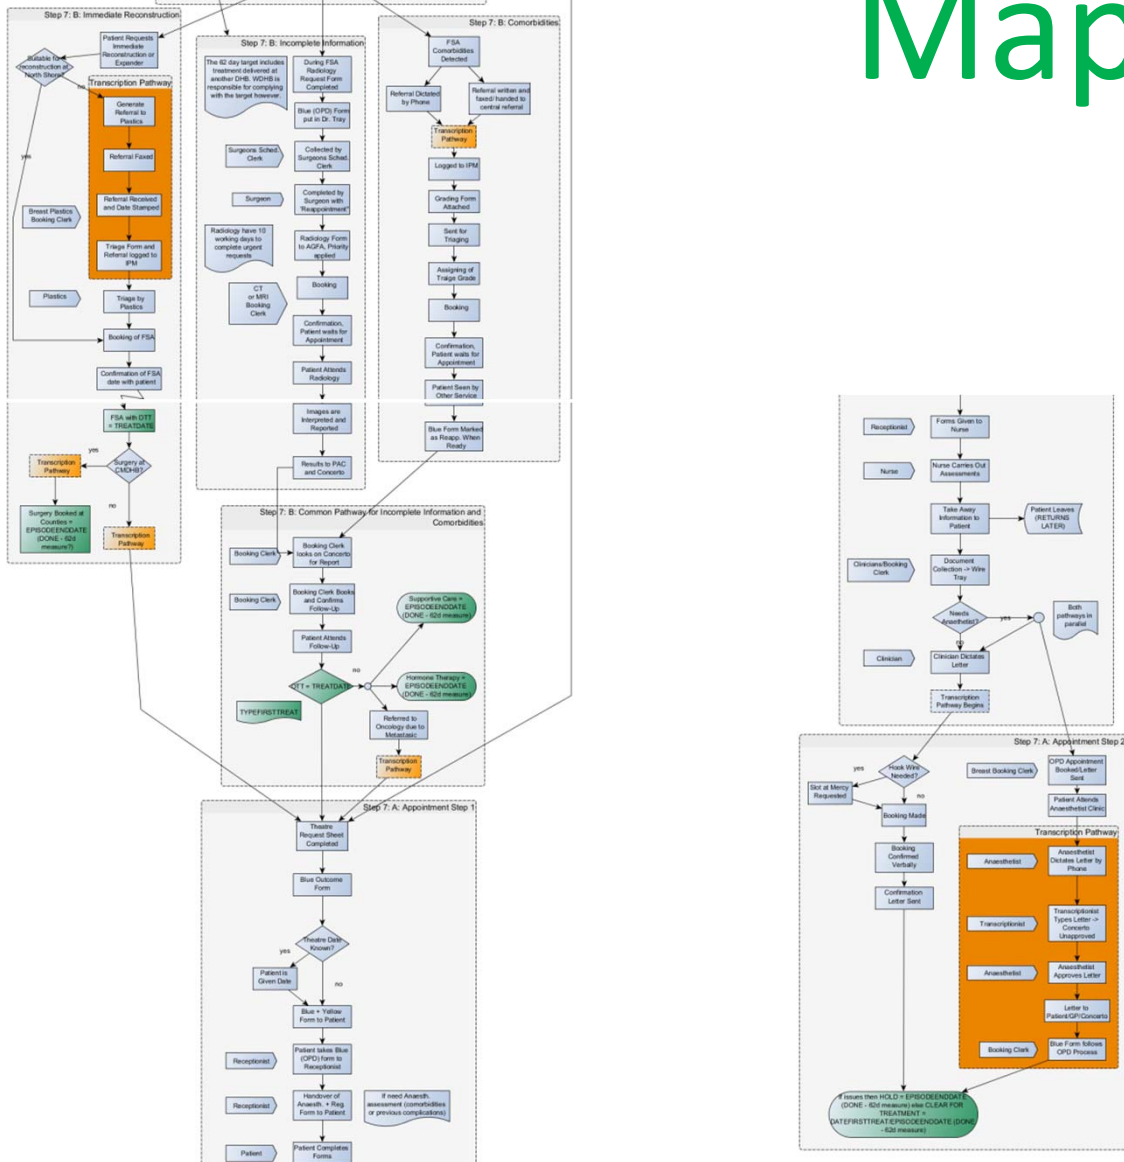 Map
Step 7: B: Immediate Reconstruction
Patient Requests
Immediate
Reconstruction or
Expander
Suitable for
reconstruction at
North Shore?
no
yes
Transcription Pathway
Generate
Referral to
Plastics
Referral Faxed
Referral Received
and Date Stamped
Breast Plastics
Booking Clerk
Triage Form and
Referral logged to
IPM
Plastics
Triage by
Plastics
Booking of FSA
Confirmation of FSA
date with patient
FSA with DTT
= TREATDATE
yes
Surgery at
CMDHB?
Transcription
Pathway
no
Surgery Booked at
Counties =
EPISODEENDDATE
(DONE - 62d
measure?)
Transcription
Pathway
Step 7: B: Incomplete Information
The 62 day target includes
treatment delivered at
another DHB. WDHB is
responsible for complying
with the target however.
During FSA
Radiology
Request Form
Completed
Blue (OPD) Form
put in Dr. Tray
Surgeons Sched.
Clerk
Collected by
Surgeons Sched.
Clerk
Surgeon
Completed by
Surgeon with
"Reappointment"
Radiology have 10
working days to
complete urgent
requests
Radiology Form
to AGFA, Priority
applied
CT
or MRI
Booking
Clerk
Booking
Confirmation,
Patient waits for
Appointment
Patient Attends
Radiology
Images are
Interpreted and
Reported
Results to PAC
and Concerto
Step 7: B: Comorbidities
FSA
Comorbidities
Detected
Referral Dictated
by Phone
Referral written and
faxed/ handed to
central referral
Transcription
Pathway
Logged to IPM
Grading Form
Attached
Sent for
Triaging
Assigning of
Traige Grade
Booking
Confirmation,
Patient waits for
Appointment
Patient Seen by
Other Service
Blue Form Marked
as Reapp. When
Ready
Step 7: B: Common Pathway for Incomplete Information and
Comorbidities
Booking Clerk
Booking Clerk
looks on Concerto
for Report
Booking Clerk
Booking Clerk Books
and Confirms
Follow-Up
Patient Attends
Follow-Up
Supportive Care =
EPISODEENDDATE
(DONE - 62d measure)
DTT = TREATDATE
no
Hormone Therapy =
EPISODEENDDATE
(DONE - 62d measure)
TYPEFIRSTTREAT
Referred to
Oncology due to
Metastasic
Transcription
Pathway
Step 7: A: Appointment Step 1
Theatre
Request Sheet
Completed
Blue Outcome
Form
Theatre Date
Known?
yes
Patient is
Given Date
no
Blue + Yellow
Form to Patient
Receptionist
Patient takes Blue
(OPD) form to
Receptionist
Receptionist
Handover of
Anaesth. + Reg.
Form to Patient
If need Anaesth.
assessment (comorbidities
or previous complications)
Patient
Patient Completes
Forms
Receptionist
Forms Given to
Nurse
Nurse
Nurse Carries Out
Assessments
Take Away
Information to
Patient
Patient Leaves
(RETURNS
LATER)
Clinicians/Booking
Clerk
Document
Collection -> Wire
Tray
Needs
Anaesthetist?
yes
no
Both
pathways in
parallel
Clinician
Clinician Dictates
Letter
Transcription
Pathway Begins
Step 7: A: Appointment Step 2
Hook Wire
Needed?
yes
no
Slot at Mercy
Requested
Booking Made
Booking
Confirmed
Verbally
Confirmation
Letter Sent
Breast Booking Clerk
OPD Appointment
Booked/Letter
Sent
Patient Attends
Anaesthetist Clinic
Transcription Pathway
Anaesthetist
Anaesthetist
Dictates Letter by
Phone
Transcriptionist
Transcriptionist
Types Letter ->
Concerto
Unapproved
Anaesthetist
Anaesthetist
Approves Letter
Letter to
Patient/GP/Concerto
Booking Clerk
Blue Form follows
OPD Process
If issues then HOLD = EPISODEENDDATE
(DONE - 62d measure) else CLEAR FOR
TREATMENT =
DATEFIRSTTREAT/EPISODEENDDATE (DONE
- 62d measure)